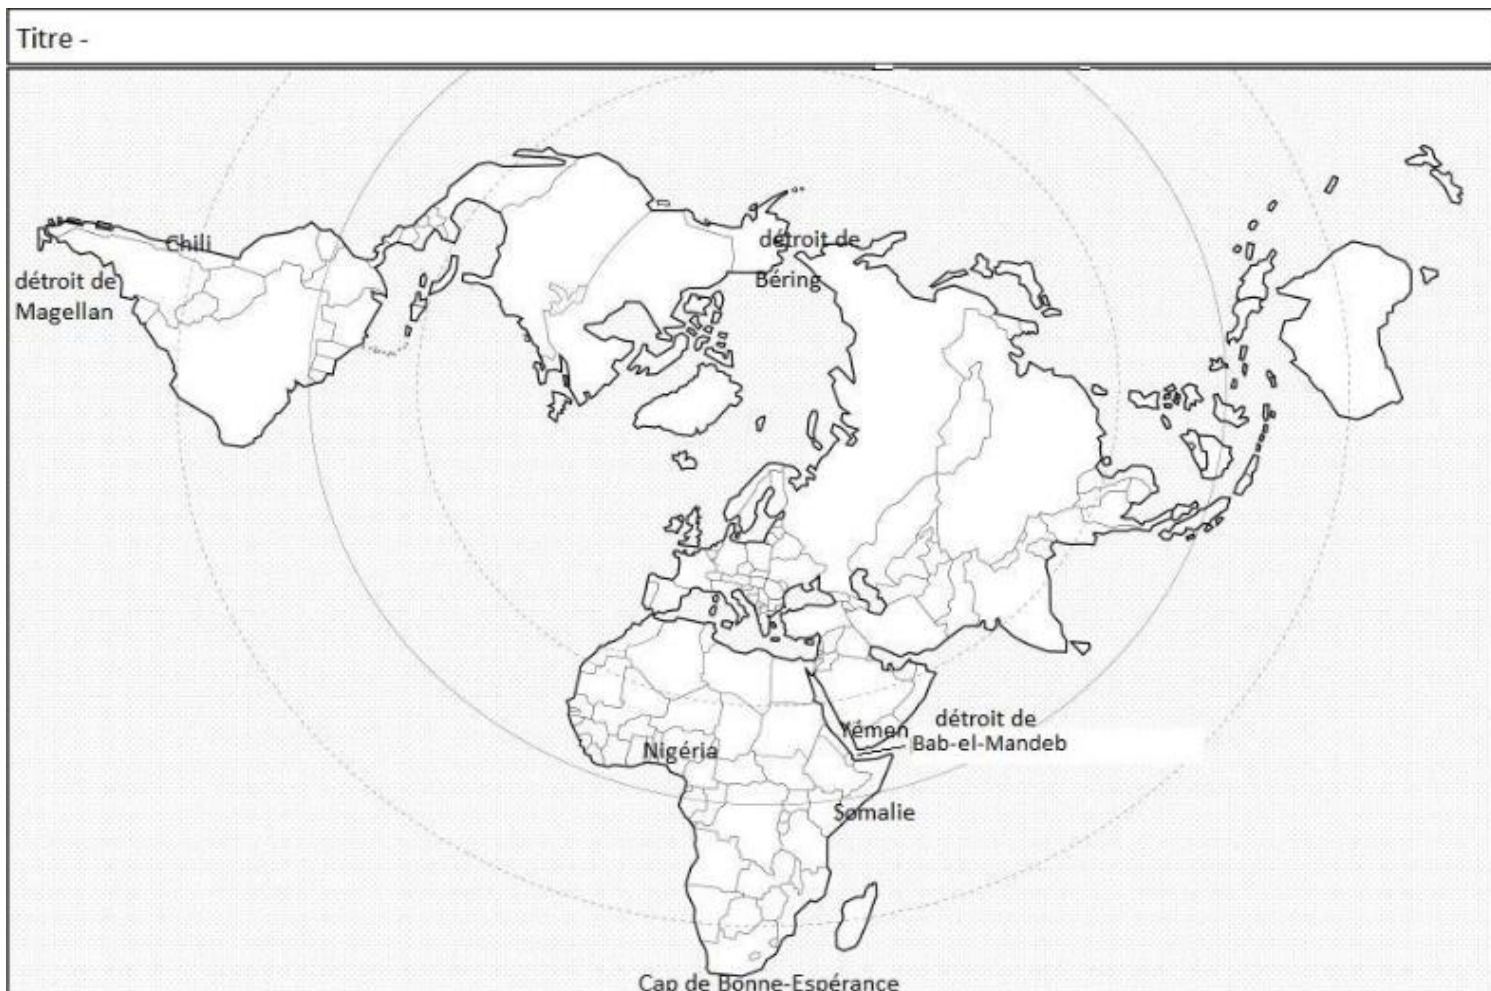 Titre -
Chili
détroit de
Béring
détroit de
Magellan
détroit de
Bab-el-Mandeb
Yémen
Nigéria
Somalie
Cap de Bonne-Espérance